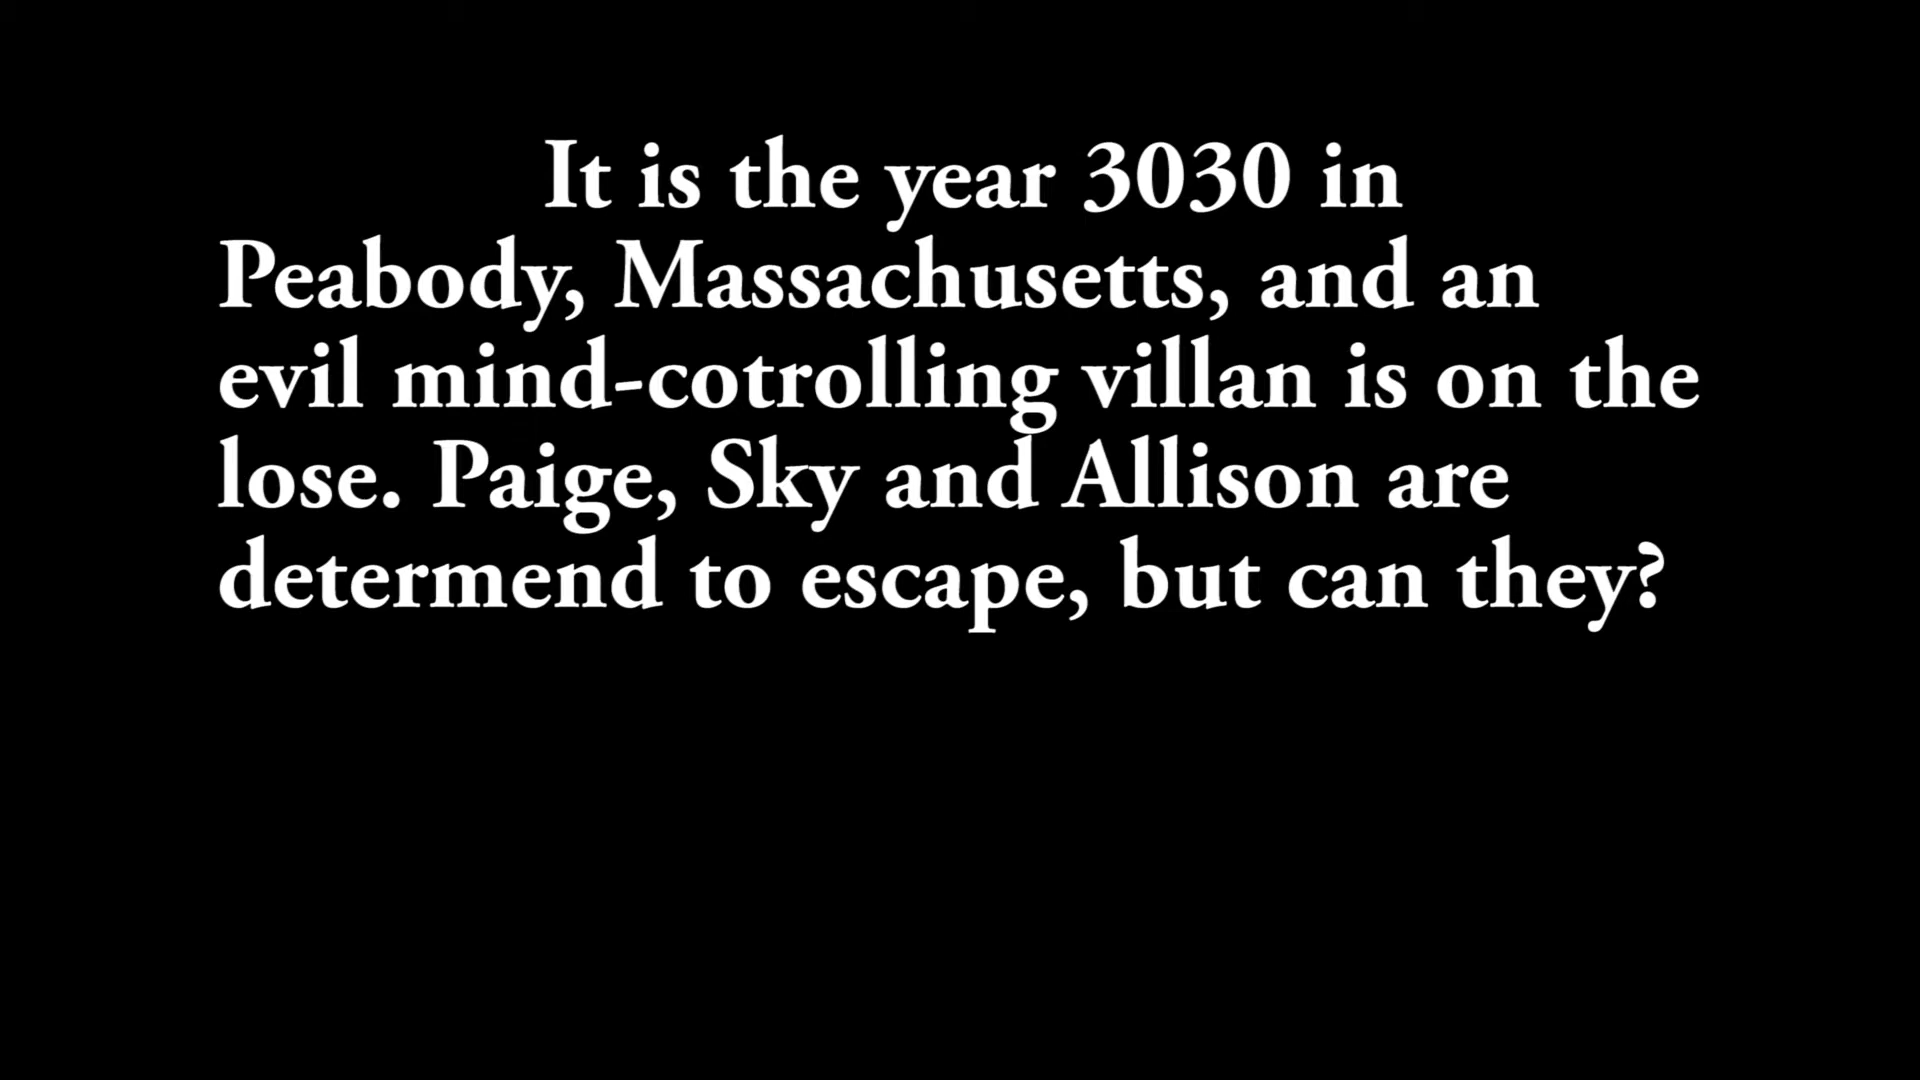 It is the year 3030 in
Peabody, Massachusetts, and an
evil mind-cotrolling villan is on the
lose. Paige, Sky and Allison are
determend to escape, but can they?